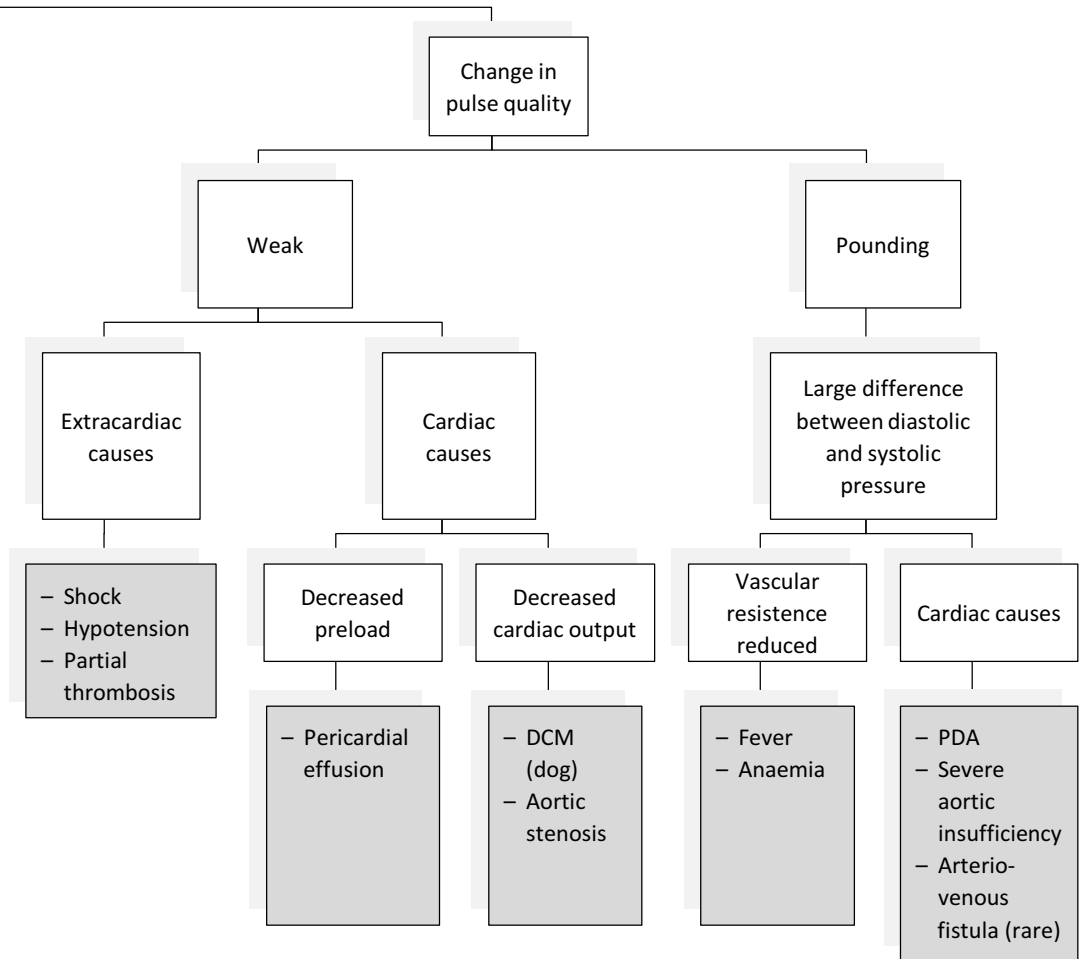 Change in
pulse quality
Weak
Pounding
Extracardiac
causes
Cardiac
causes
Large difference
between diastolic
and systolic
pressure
– Shock
– Hypotension
– Partial
thrombosis
Decreased
preload
Decreased
cardiac output
Vascular
resistence
reduced
Cardiac causes
– Pericardial
effusion
– DCM
(dog)
– Aortic
stenosis
– Fever
– Anaemia
– PDA
– Severe
aortic
insufficiency
– Arterio-
venous
fistula (rare)